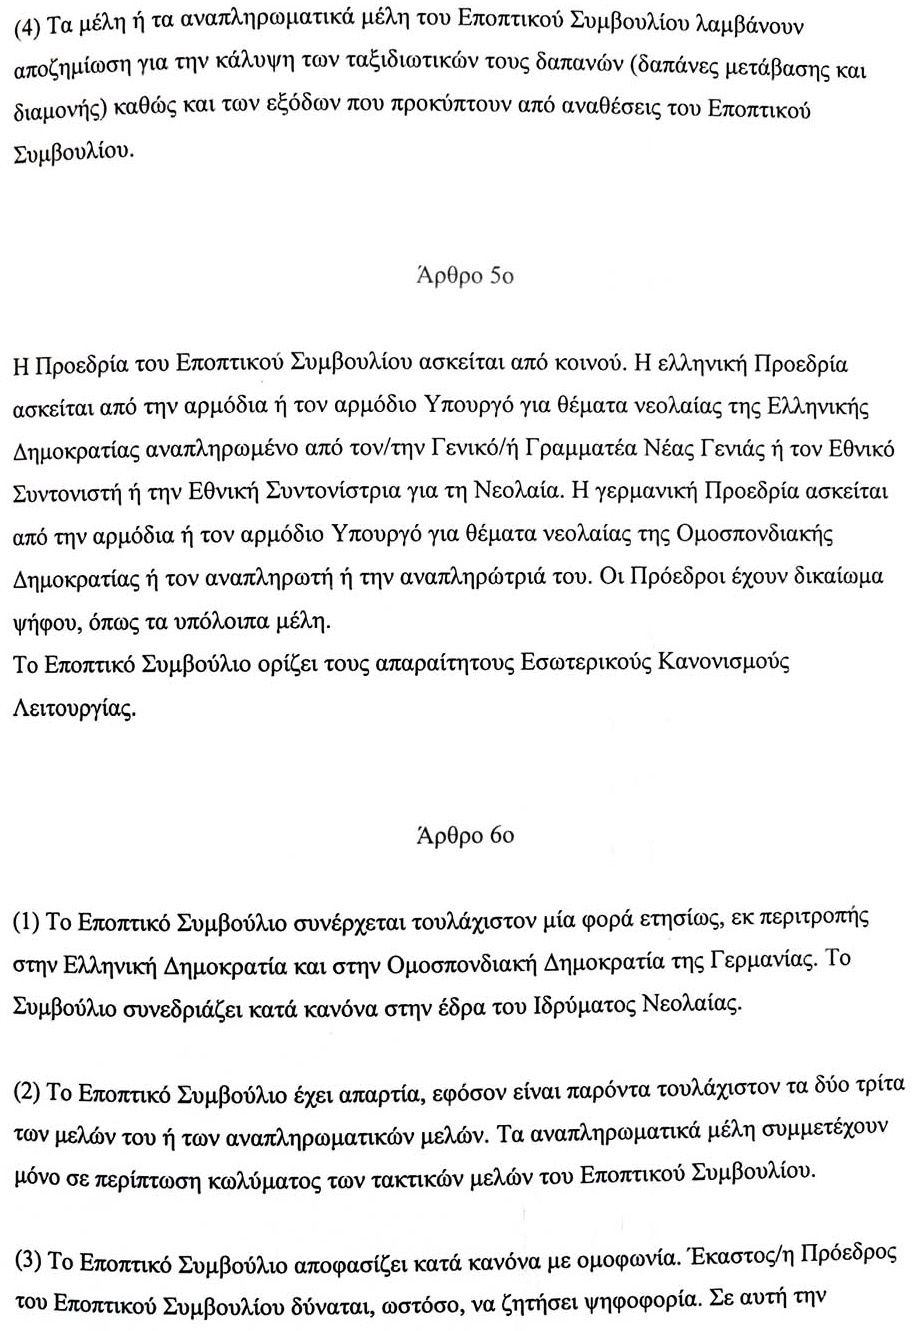 (4) Τα μέλη ή τα αναπληρωματικά μέλη του Εποπτικού Συμβουλίου λαμβάνουν
αποζημίωση για την κάλυψη των ταξιδιωτικών τους δαπανών (δαπάνες μετάβασης και
διαμονής) καθώς και των εξόδων που προκύπτουν από αναθέσεις του Εποπτικού
Συμβουλίου.
Άρθρο 5ο
Η Προεδρία του Εποπτικού Συμβουλίου ασκείται από κοινού. Η ελληνική Προεδρία
ασκείται από την αρμόδια ή τον αρμόδιο Υπουργό για θέματα νεολαίας της Ελληνικής
Δημοκρατίας αναπληρωμένο από τον/την Γενικό/ή Γραμματέα Νέας Γενιάς ή τον Εθνικό
Συντονιστή ή την Εθνική Συντονίστρια για τη Νεολαία. Η γερμανική Προεδρία ασκείται
από την αρμόδια ή τον αρμόδιο Υπουργό για θέματα νεολαίας της Ομοσπονδιακής
Δημοκρατίας ή τον αναπληρωτή ή την αναπληρώτριά του. Οι Πρόεδροι έχουν δικαίωμα
ψήφου, όπως τα υπόλοιπα μέλη.
Το Εποπτικό Συμβούλιο ορίζει τους απαραίτητους Εσωτερικούς Κανονισμούς
Λειτουργίας.
Άρθρο 6ο
(1) Το Εποπτικό Συμβούλιο συνέρχεται τουλάχιστον μία φορά ετησίως, εκ περιτροπής
στην Ελληνική Δημοκρατία και στην Ομοσπονδιακή Δημοκρατία της Γερμανίας. Το
Συμβούλιο συνεδριάζει κατά κανόνα στην έδρα του Ιδρύματος Νεολαίας.
(2) Το Εποπτικό Συμβούλιο έχει απαρτία, εφόσον είναι παρόντα τουλάχιστον τα δύο τρίτα
των μελών του ή των αναπληρωματικών μελών. Τα αναπληρωματικά μέλη συμμετέχουν
μόνο σε περίπτωση κωλύματος των τακτικών μελών του Εποπτικού Συμβουλίου.
(3) Το Εποπτικό Συμβούλιο αποφασίζει κατά κανόνα με ομοφωνία. Έκαστος/η Πρόεδρος
του Εποπτικού Συμβουλίου δύναται, ωστόσο, να ζητήσει ψηφοφορία. Σε αυτή την